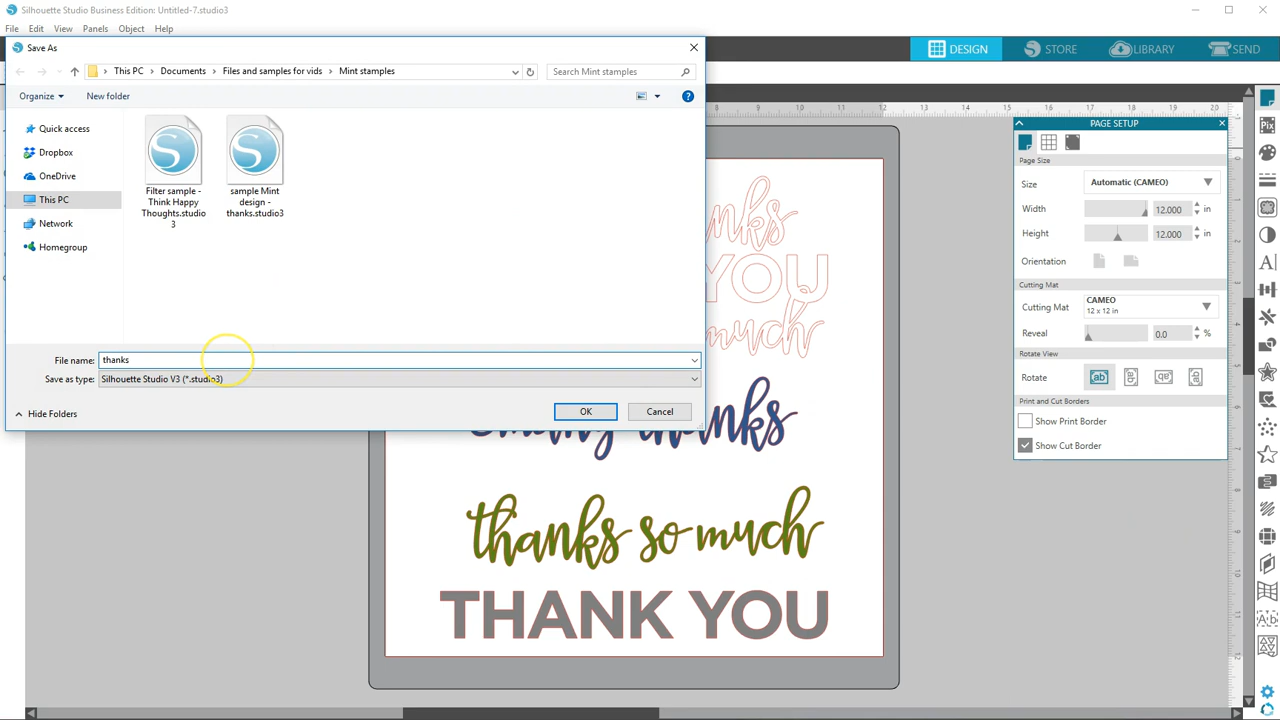 Silhouette Studio Business Edition: Untitled-7.studio3
File Edit View Panels Object Help
Save As
DESIGN
STORE
LIBRARY
SEND
This PC > Documents > Files and samples for vids > Mint stamples
Search Mint stamples
Organize
New folder
Quick access
Dropbox
OneDrive
This PC
Network
Homegroup
Filter sample -
Think Happy
Thoughts.studio
3
sample Mint
design -
thanks.studio3
File name: thanks
Save as type: Silhouette Studio V3 (*.studio3)
Hide Folders
OK
Cancel
PAGE SETUP
Page Size
Size Automatic (CAMEO)
Width 12.000 in
Height 12.000 in
Orientation
Cutting Mat
Cutting Mat CAMEO
12 x 12 in
Reveal 0.0 %
Rotate View
Rotate
Print and Cut Borders
Show Print Border
Show Cut Border
YOU
much
thanks
thanks so much
THANK YOU